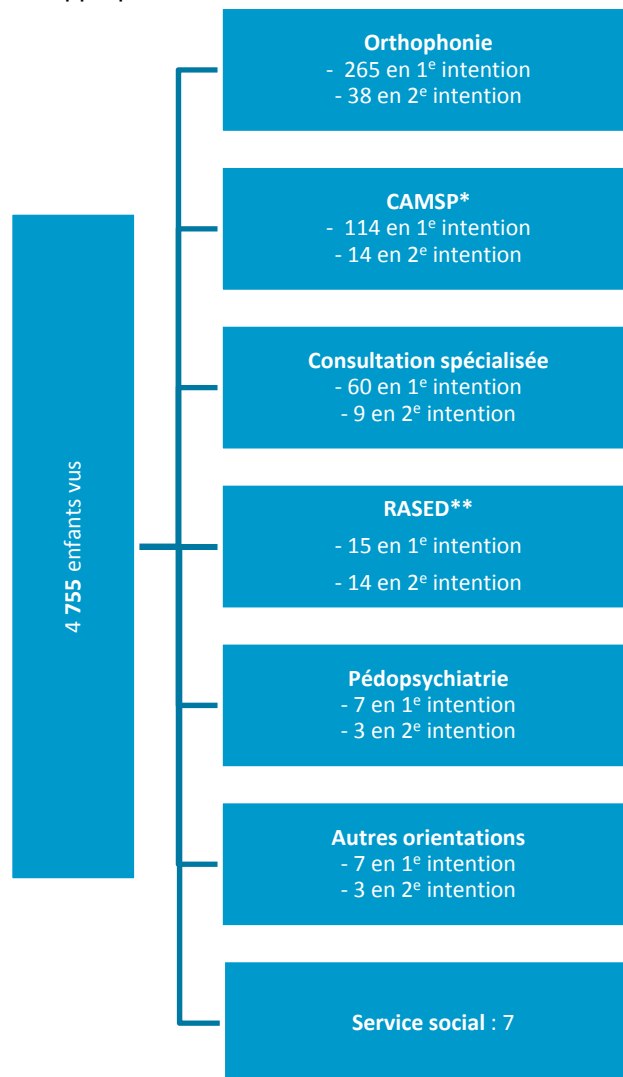 Orthophonie
- 265 en 1e intention
- 38 en 2e intention
CAMSP*
- 114 en 1e intention
- 14 en 2e intention
Consultation spécialisée
- 60 en 1e intention
- 9 en 2e intention
4 755 enfants vus
RASED**
- 15 en 1e intention
- 14 en 2e intention
Pédopsychiatrie
- 7 en 1e intention
- 3 en 2e intention
Autres orientations
- 7 en 1e intention
- 3 en 2e intention
Service social : 7